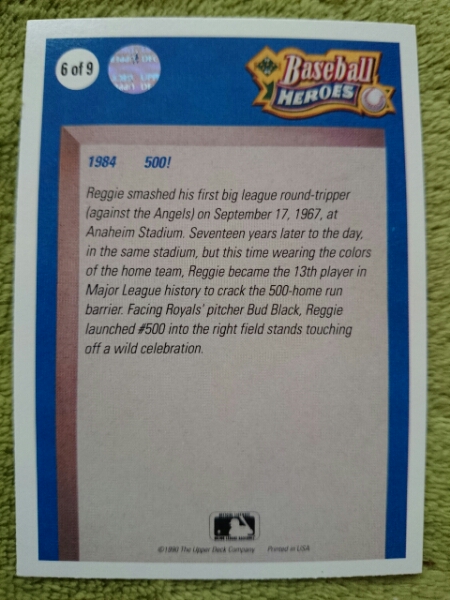 6 of 9
Baseball
HEROES
1984 500!
Reggie smashed his first big league round-tripper
(against the Angels) on September 17, 1967, at
Anaheim Stadium. Seventeen years later to the day,
in the same stadium, but this time wearing the colors
of the home team, Reggie became the 13th player in
Major League history to crack the 500-home run
barrier. Facing Royals' pitcher Bud Black, Reggie
launched #500 into the right field stands touching
off a wild celebration.
©1990 The Upper Deck Company Printed in USA